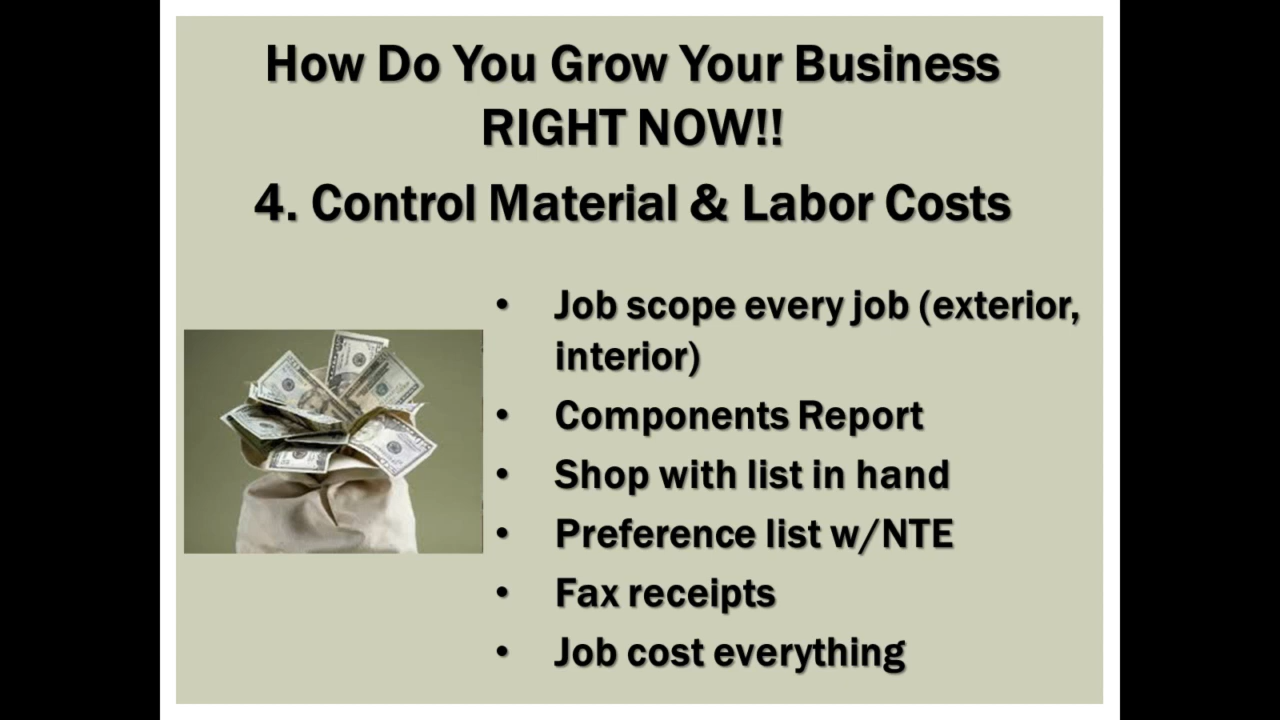 How Do You Grow Your Business
RIGHT NOW!!
4. Control Material & Labor Costs
• Job scope every job (exterior,
interior)
• Components Report
• Shop with list in hand
• Preference list w/NTE
• Fax receipts
• Job cost everything